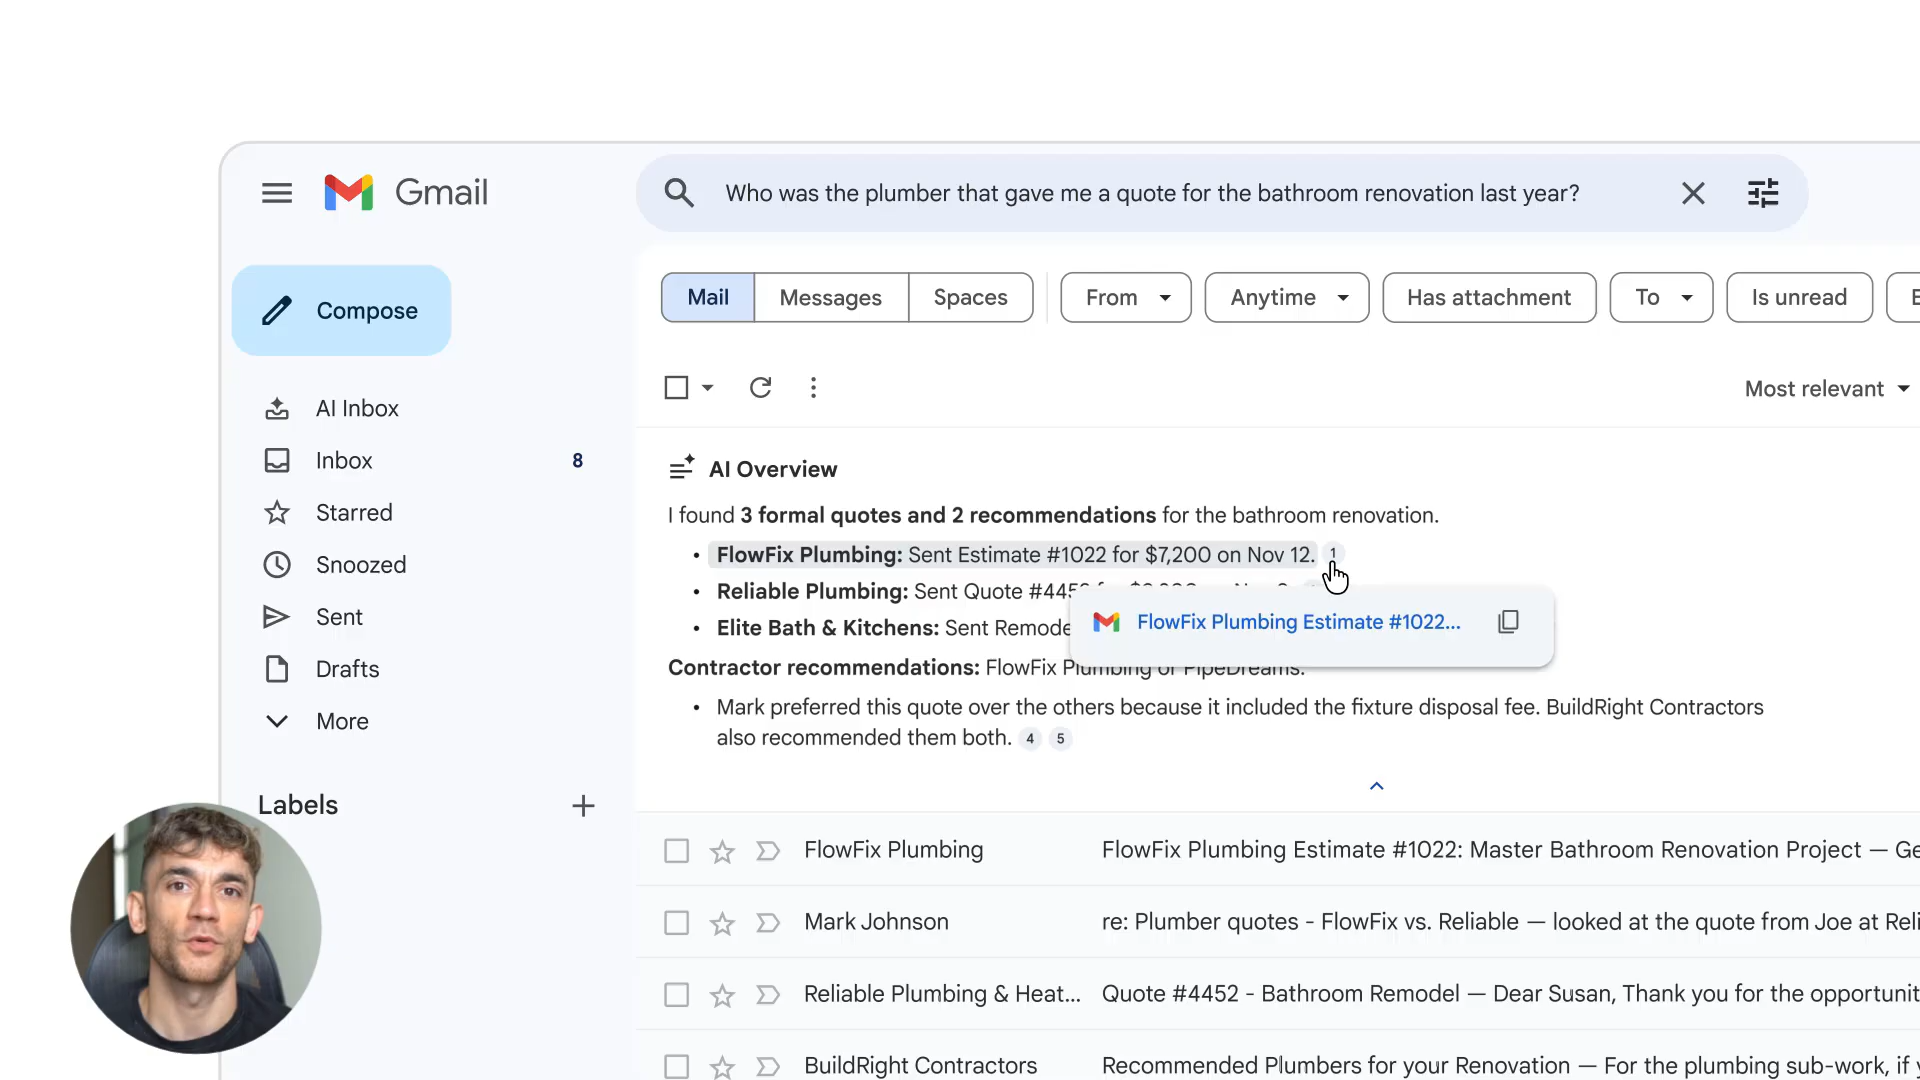 Gmail
Who was the plumber that gave me a quote for the bathroom renovation last year?
Compose
Mail
Messages
Spaces
From
Anytime
Has attachment
To
Is unread
Most relevant
AI Inbox
Inbox 8
Starred
Snoozed
Sent
Drafts
More
Labels
AI Overview
I found 3 formal quotes and 2 recommendations for the bathroom renovation.
• FlowFix Plumbing: Sent Estimate #1022 for $7,200 on Nov 12. 1
• Reliable Plumbing: Sent Quote
FlowFix Plumbing Estimate #1022...
• Elite Bath & Kitchens: Sent
Contractor recommendations: FlowFix Plumbing or PipeDreams.
• Mark preferred this quote over the others because it included the fixture disposal fee. BuildRight Contractors
also recommended them both. 4 5
FlowFix Plumbing FlowFix Plumbing Estimate #1022: Master Bathroom Renovation Project —
Mark Johnson re: Plumber quotes - FlowFix vs. Reliable — looked at the quote from Joe at
Reliable Plumbing & Heat... Quote #4452 - Bathroom Remodel — Dear Susan, Thank you for the
BuildRight Contractors Recommended Plumbers for your Renovation — For the plumbing sub-work, if